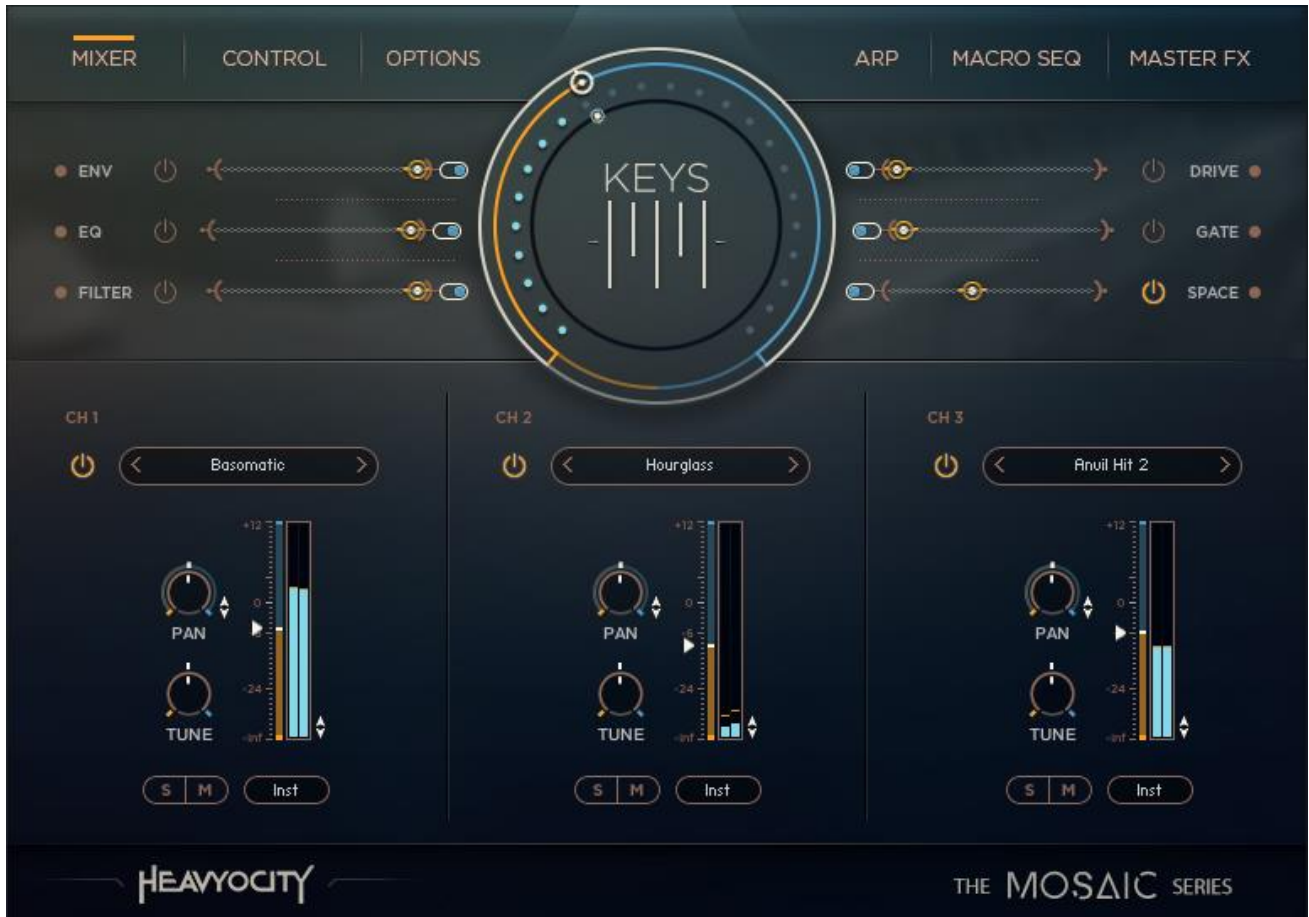 MIXER CONTROL OPTIONS ARP MACRO SEQ MASTER FX
KEYS
ENV
EQ
FILTER
DRIVE
GATE
SPACE
CH 1
Basomatic
+12
0
-6
-24
-inf
PAN
TUNE
S M Inst
CH 2
Hourglass
+12
0
-6
-24
-inf
PAN
TUNE
S M Inst
CH 3
Anvil Hit 2
+12
0
-24
-inf
PAN
TUNE
S M Inst
HEAVYOCITY
THE MOSAIC SERIES